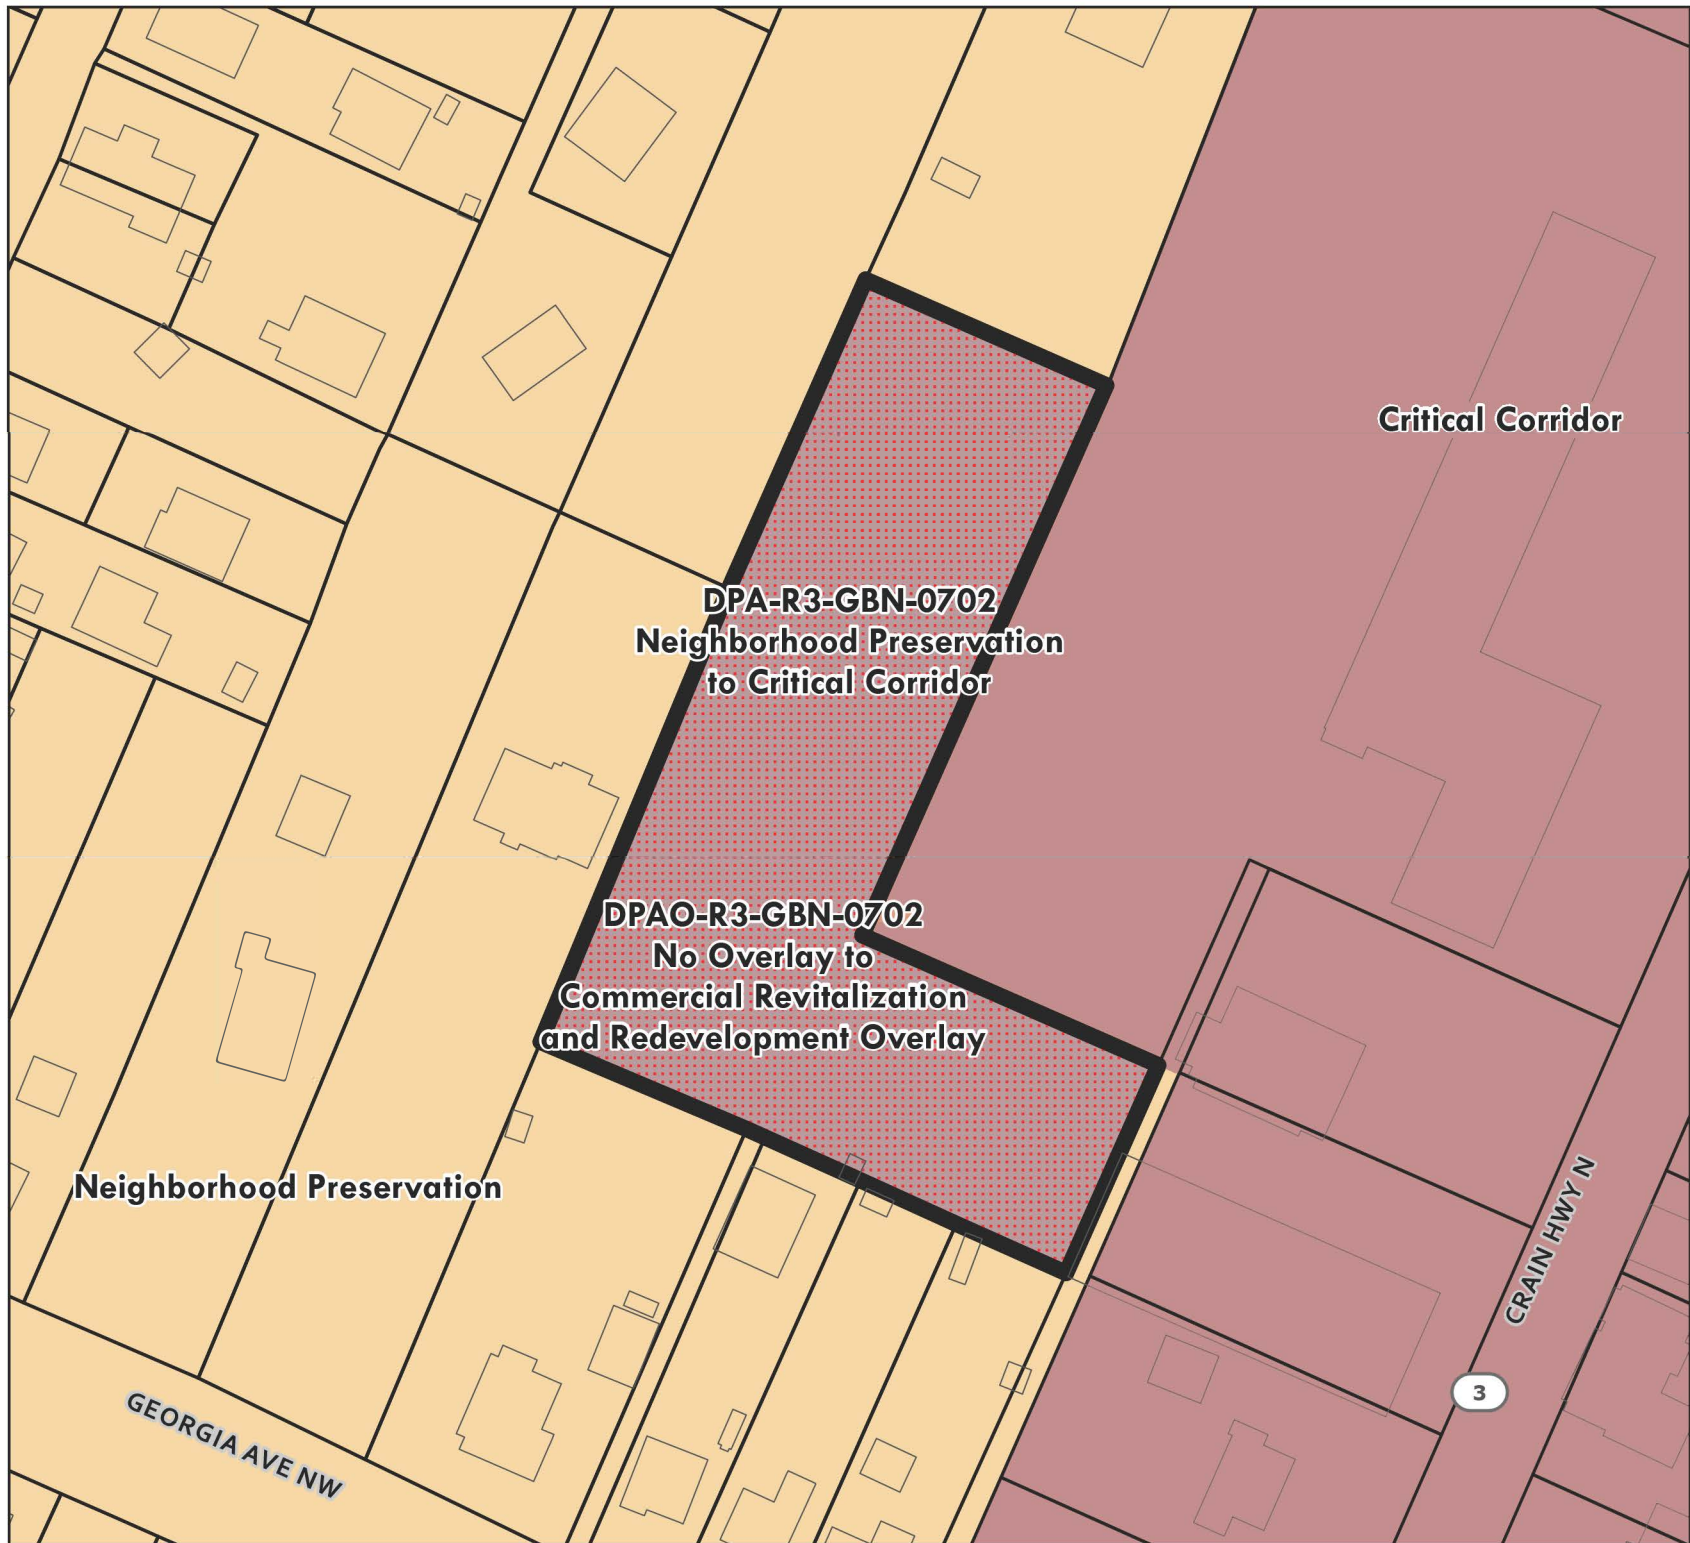 Critical Corridor
DPA-R3-GBN-0702
Neighborhood Preservation
to Critical Corridor
DPAO-R3-GBN-0702
No Overlay to
Commercial Revitalization
and Redevelopment Overlay
Neighborhood Preservation
CRAIN HWY N
3
GEORGIA AVE NW